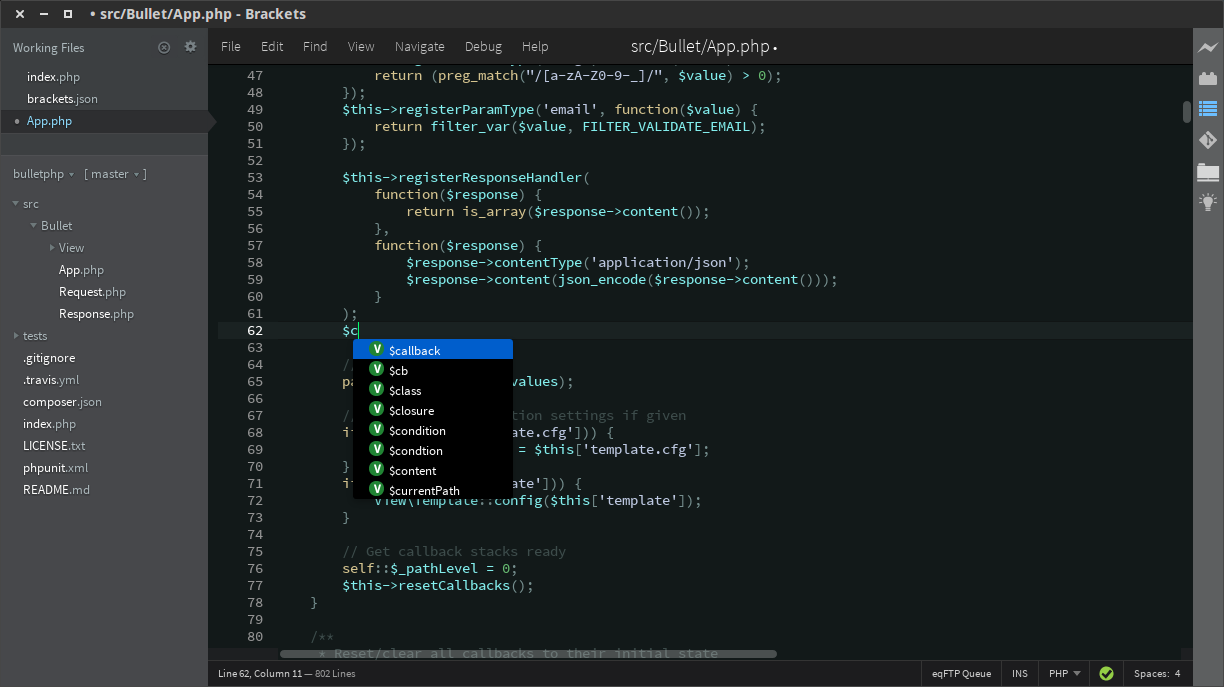 • src/Bullet/App.php - Brackets
Working Files
index.php
brackets.json
App.php
bulletphp
[ master ]
src
Bullet
View
App.php
Request.php
Response.php
tests
.gitignore
.travis.yml
composer.json
index.php
LICENSE.txt
phpunit.xml
README.md
File Edit Find View Navigate Debug Help
src/Bullet/App.php •
47 return (preg_match("/[a-zA-Z0-9-_]/", $value) > 0);
48 });
49 $this->registerParamType('email', function($value) {
50 return filter_var($value, FILTER_VALIDATE_EMAIL);
51 });
52
53 $this->registerResponseHandler(
54 function($response) {
55 return is_array($response->content());
56 },
57 function($response) {
58 $response->contentType('application/json');
59 $response->content(json_encode($response->content()));
60 }
61 );
62 $c
63
64 /
65 pa values);
66
67 // tion settings if given
68 i ate.cfg'])) {
69 = $this['template.cfg'];
70 }
71 i ate'])) {
72 View\Template::config($this['template']);
73 }
74
75 // Get callback stacks ready
76 self::$_pathLevel = 0;
77 $this->resetCallbacks();
78 }
79
80 /**
* Reset/clear all callbacks to their initial state
V $callback
V $cb
V $class
V $closure
V $condition
V $condtion
V $content
V $currentPath
Line 62, Column 11 — 802 Lines
eqFTP Queue INS PHP Spaces: 4